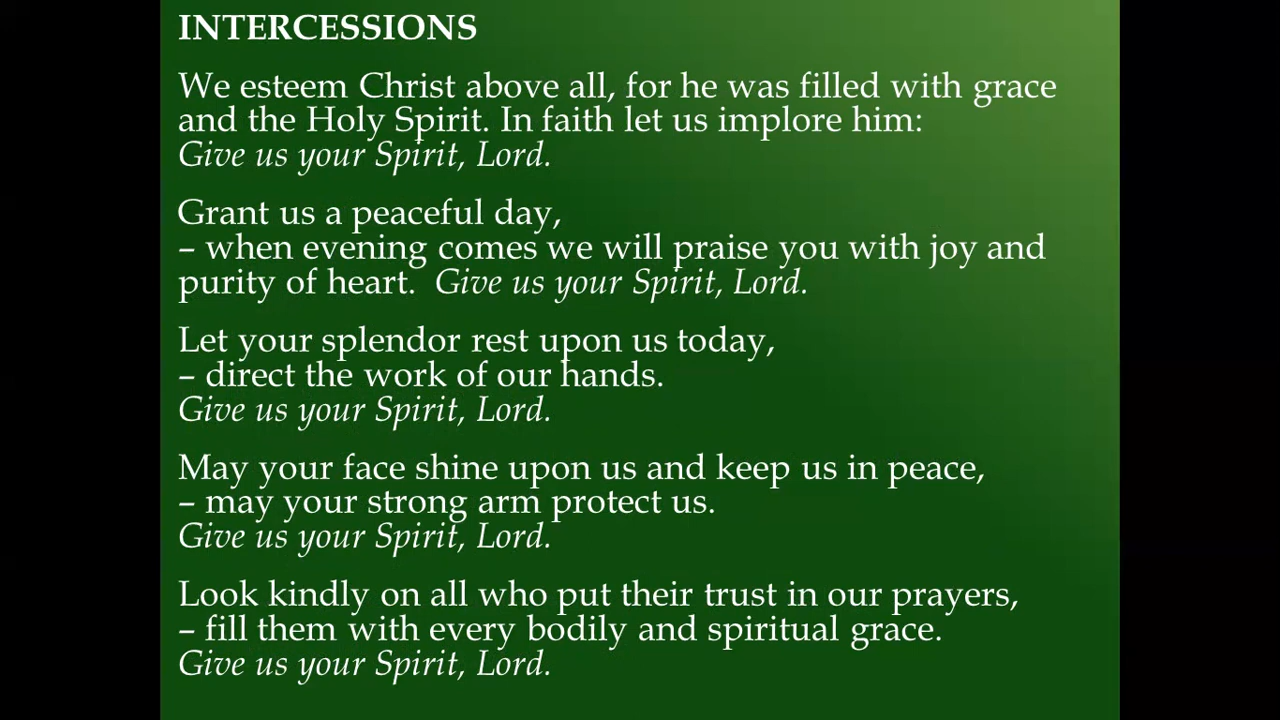 INTERCESSIONS
We esteem Christ above all, for he was filled with grace
and the Holy Spirit. In faith let us implore him:
Give us your Spirit, Lord.
Grant us a peaceful day,
– when evening comes we will praise you with joy and
purity of heart.  Give us your Spirit, Lord.
Let your splendor rest upon us today,
– direct the work of our hands.
Give us your Spirit, Lord.
May your face shine upon us and keep us in peace,
– may your strong arm protect us.
Give us your Spirit, Lord.
Look kindly on all who put their trust in our prayers,
– fill them with every bodily and spiritual grace.
Give us your Spirit, Lord.